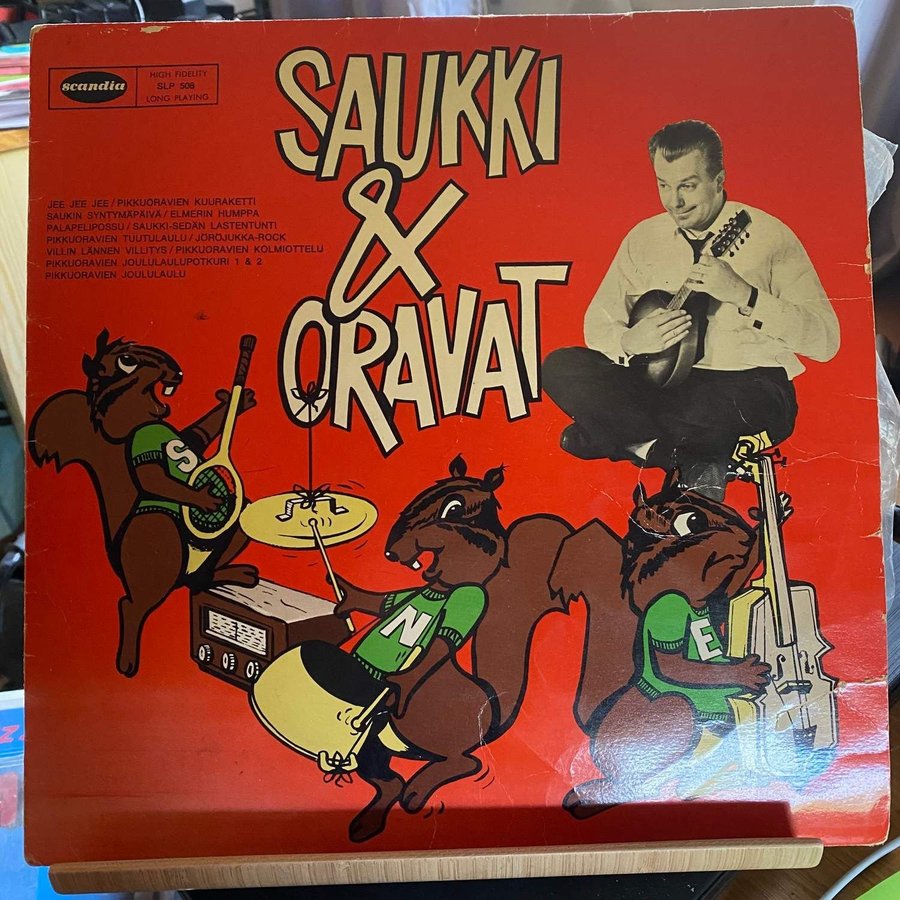 scandia
HIGH FIDELITY
SLP 508
LONG PLAYING
SAUKKI
&
ORAVAT
JEE JEE JEE / PIKKUORAVIEN KUURAKETTI
SAUKIN SYNTYMÄPÄIVÄ / ELMERIN HUMPPA
PALAPELIPOSSU / SAUKKI-SEDÄN LASTENTUNTI
PIKKUORAVIEN TUUTULAULU / JÖRÖJUKKA-ROCK
VILLIN LÄNNEN VILLITYS / PIKKUORAVIEN KOLMIOTTELU
PIKKUORAVIEN JOULULAULUPOTKURI 1 & 2
PIKKUORAVIEN JOULULAULU
S
N
E